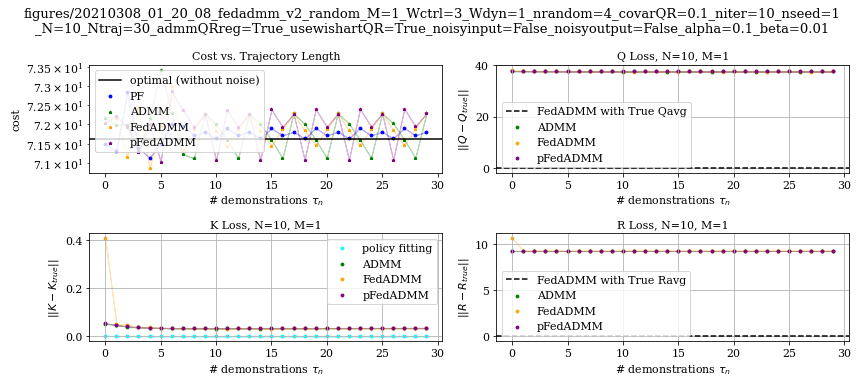 figures/20210308_01_20_08_fedadmm_v2_random_M=1_Wctrl=3_Wdyn=1_nrandom=4_covarQR=0.1_niter=10_nseed=1
_N=10_Ntraj=30_admmQRreg=True_usewishartQR=True_noisyinput=False_noisyoutput=False_alpha=0.1_beta=0.01
Cost vs. Trajectory Length
7.35 × 10¹
7.3 × 10¹
7.25 × 10¹
7.2 × 10¹
7.15 × 10¹
7.1 × 10¹
cost
optimal (without noise)
PF
ADMM
FedADMM
pFedADMM
0 5 10 15 20 25 30
# demonstrations τₙ
Q Loss, N=10, M=1
40
20
0
||Q − Q_true||
FedADMM with True Qavg
ADMM
FedADMM
pFedADMM
0 5 10 15 20 25 30
# demonstrations τₙ
K Loss, N=10, M=1
0.4
0.2
0.0
||K − K_true||
policy fitting
ADMM
FedADMM
pFedADMM
0 5 10 15 20 25 30
# demonstrations τₙ
R Loss, N=10, M=1
10
5
0
||R − R_true||
FedADMM with True Ravg
ADMM
FedADMM
pFedADMM
0 5 10 15 20 25 30
# demonstrations τₙ